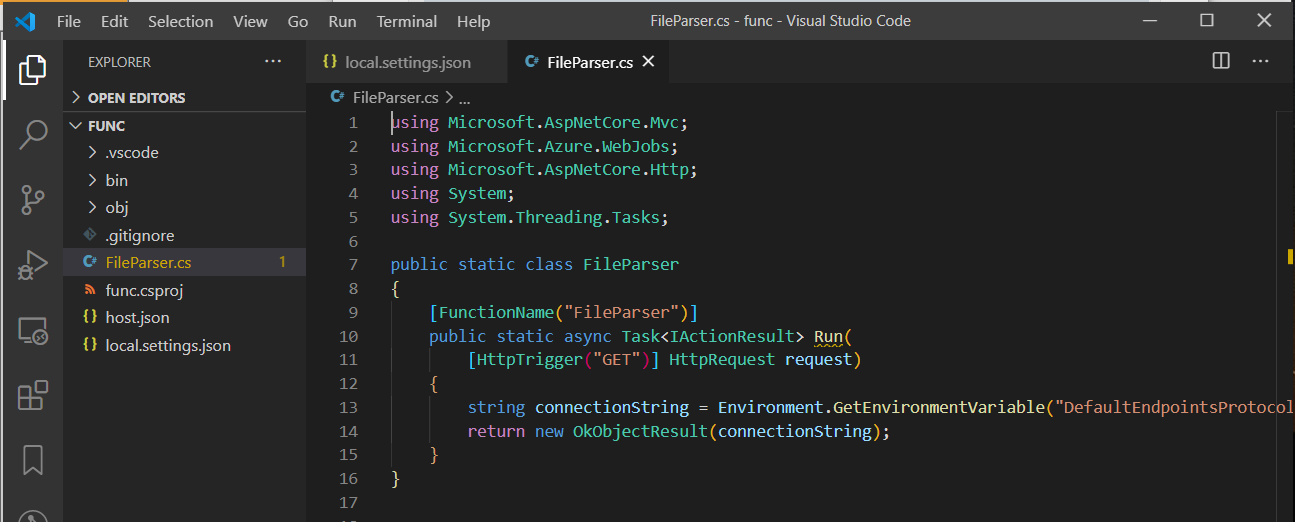 File Edit Selection View Go Run Terminal Help FileParser.cs - func - Visual Studio Code
EXPLORER ...
OPEN EDITORS
FUNC
.vscode
bin
obj
.gitignore
FileParser.cs 1
func.csproj
host.json
local.settings.json
{} local.settings.json FileParser.cs
FileParser.cs > ...
1 using Microsoft.AspNetCore.Mvc;
2 using Microsoft.Azure.WebJobs;
3 using Microsoft.AspNetCore.Http;
4 using System;
5 using System.Threading.Tasks;
6
7 public static class FileParser
8 {
9 [FunctionName("FileParser")]
10 public static async Task<IActionResult> Run(
11 [HttpTrigger("GET")] HttpRequest request)
12 {
13 string connectionString = Environment.GetEnvironmentVariable("DefaultEndpointsProtocol
14 return new OkObjectResult(connectionString);
15 }
16 }
17